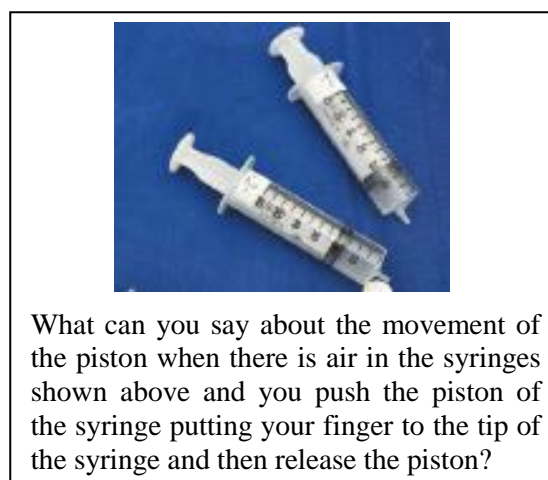 What can you say about the movement of
the piston when there is air in the syringes
shown above and you push the piston of
the syringe putting your finger to the tip of
the syringe and then release the piston?